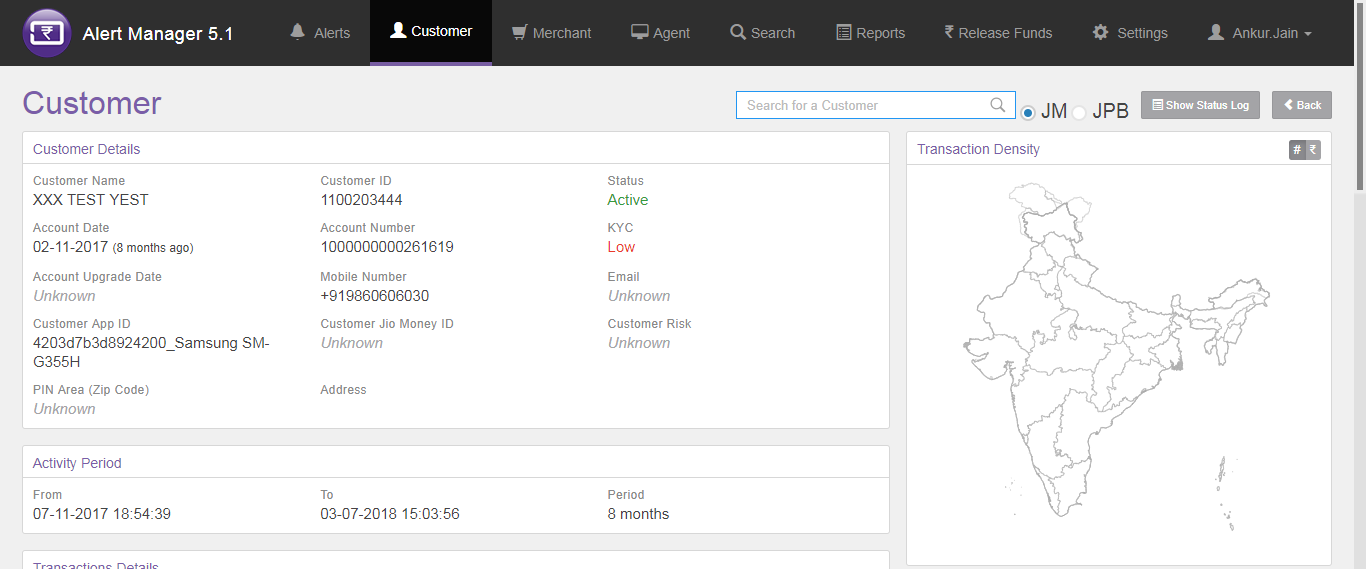 Alert Manager 5.1
Alerts
Customer
Merchant
Agent
Search
Reports
₹ Release Funds
Settings
Ankur.Jain
Customer
Search for a Customer
JM
JPB
Show Status Log
Back
Customer Details
Customer Name
XXX TEST YEST
Customer ID
1100203444
Status
Active
Account Date
02-11-2017 (8 months ago)
Account Number
1000000000261619
KYC
Low
Account Upgrade Date
Unknown
Mobile Number
+919860606030
Email
Unknown
Customer App ID
4203d7b3d8924200_Samsung SM-
G355H
Customer Jio Money ID
Unknown
Customer Risk
Unknown
PIN Area (Zip Code)
Unknown
Address
Transaction Density
# ₹
Activity Period
From
07-11-2017 18:54:39
To
03-07-2018 15:03:56
Period
8 months
Transactions Details